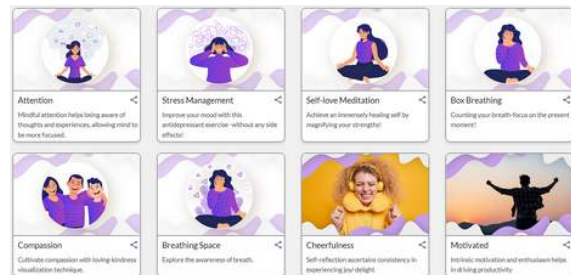 Attention
Mindful attention helps being aware of
thoughts and experiences, allowing mind to
be more focused.
Stress Management
Improve your mood with this
antidepressant exercise- without any side
effects!
Self-love Meditation
Achieve an immensely healing self by
magnifying your strengths!
Box Breathing
Counting your breath-focus on the present
moment!
Compassion
Cultivate compassion with loving-kindness
visualization technique.
Breathing Space
Explore the awareness of breath.
Cheerfulness
Self-reflection ascertains consistency in
experiencing joy/ delight
Motivated
Intrinsic motivation and enthusiasm helps
in driving productivity